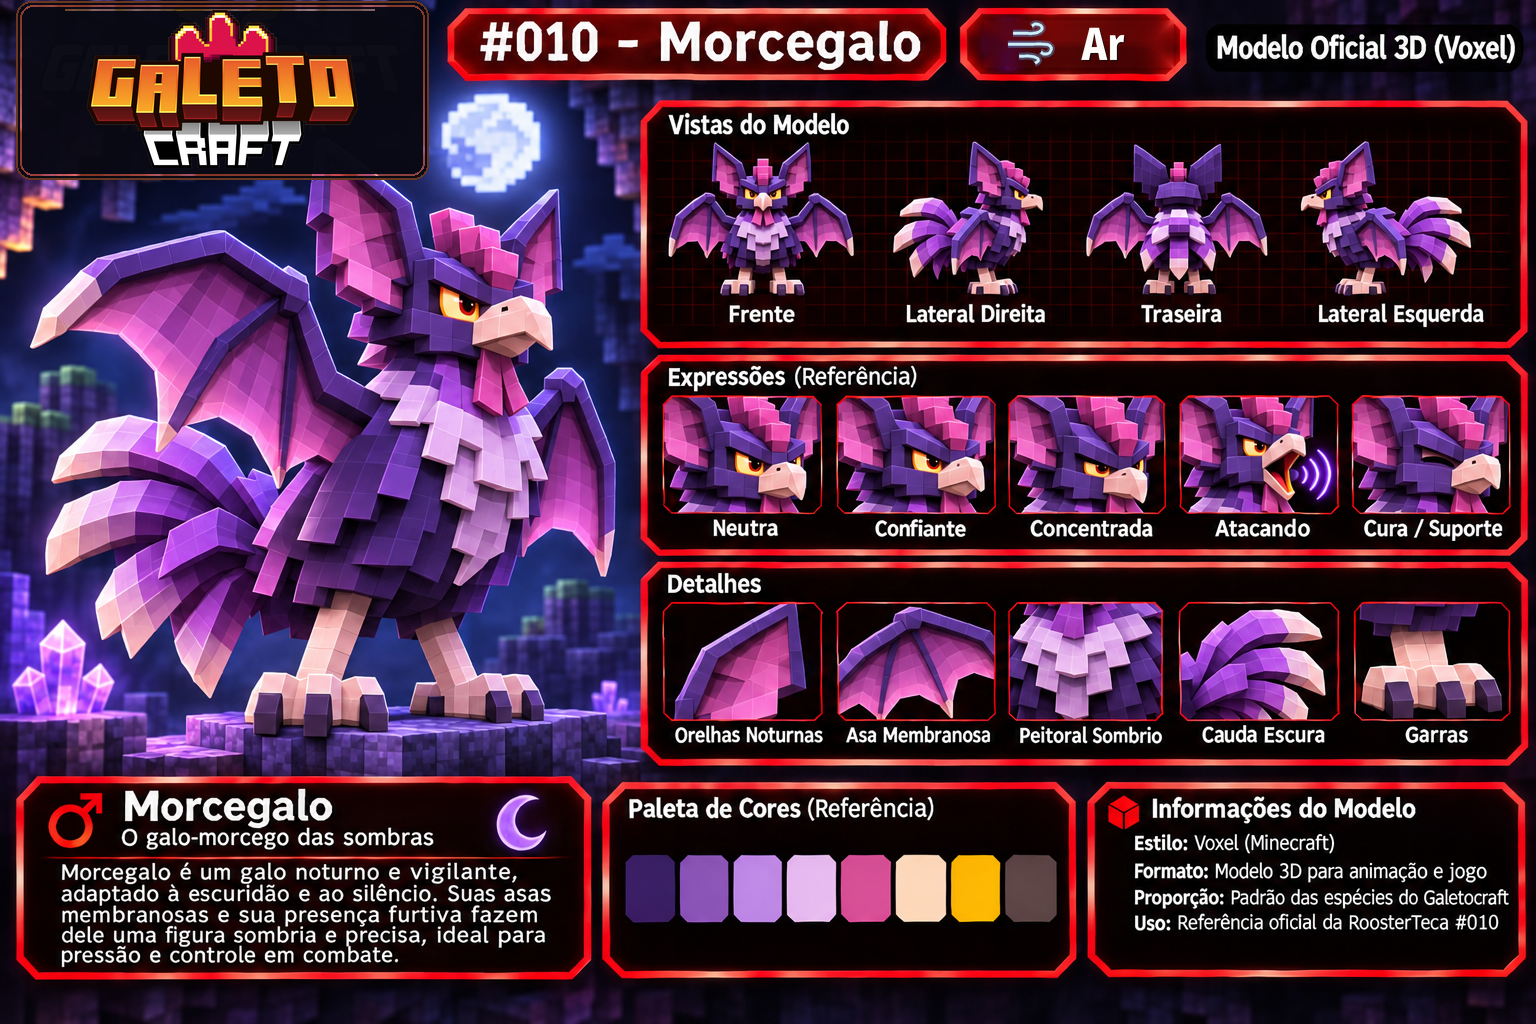 GALETO
CRAFT
#010 - Morcegalo
Ar
Modelo Oficial 3D (Voxel)
Vistas do Modelo
Frente
Lateral Direita
Traseira
Lateral Esquerda
Expressões (Referência)
Neutra
Confiante
Concentrada
Atacando
Cura / Suporte
Detalhes
Orelhas Noturnas
Asa Membranosa
Peitoral Sombrio
Cauda Escura
Garras
Morcegalo
O galo-morcego das sombras
Morcegalo é um galo noturno e vigilante,
adaptado à escuridão e ao silêncio. Suas asas
membranosas e sua presença furtiva fazem
dele uma figura sombria e precisa, ideal para
pressão e controle em combate.
Paleta de Cores (Referência)
Informações do Modelo
Estilo: Voxel (Minecraft)
Formato: Modelo 3D para animação e jogo
Proporção: Padrão das espécies do Galetocraft
Uso: Referência oficial da RoosterTeca #010